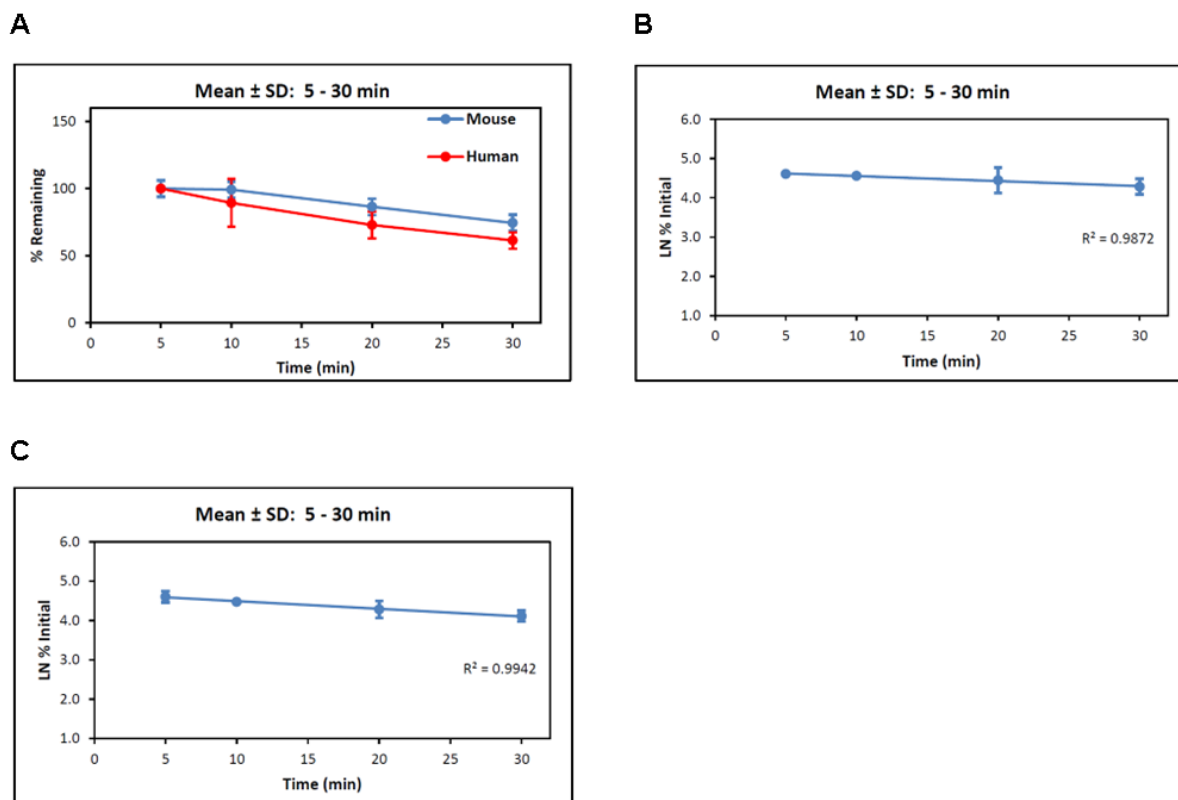 A
Mean ± SD: 5 - 30 min
Mouse
Human
150
100
50
0
% Remaining
0 5 10 15 20 25 30
Time (min)
B
Mean ± SD: 5 - 30 min
6.0
5.0
4.0
3.0
2.0
1.0
LN % Initial
R² = 0.9872
0 5 10 15 20 25 30
Time (min)
C
Mean ± SD: 5 - 30 min
6.0
5.0
4.0
3.0
2.0
1.0
LN % Initial
R² = 0.9942
0 5 10 15 20 25 30
Time (min)